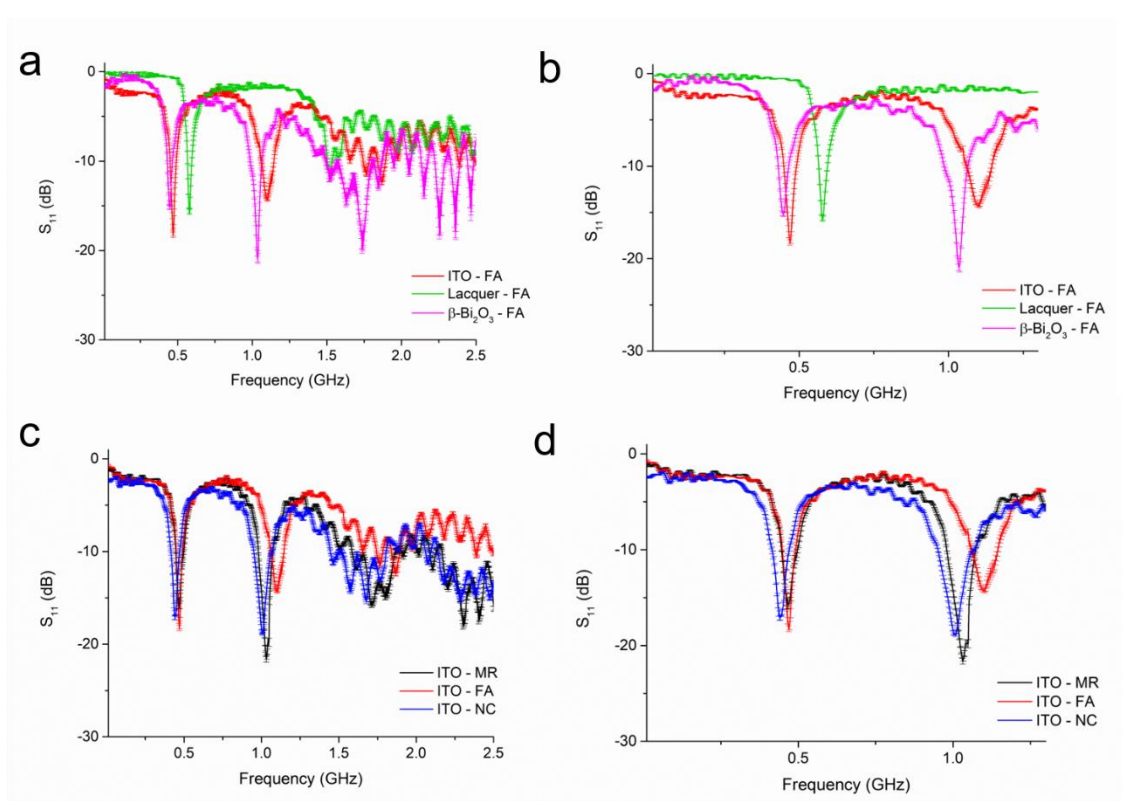 a
0
-10
-20
-30
S11 (dB)
0.5 1.0 1.5 2.0 2.5
Frequency (GHz)
ITO - FA
Lacquer - FA
β-Bi2O3 - FA
b
0
-10
-20
-30
S11 (dB)
0.5 1.0
Frequency (GHz)
ITO - FA
Lacquer - FA
β-Bi2O3 - FA
c
0
-10
-20
-30
S11 (dB)
0.5 1.0 1.5 2.0 2.5
Frequency (GHz)
ITO - MR
ITO - FA
ITO - NC
d
0
-10
-20
-30
S11 (dB)
0.5 1.0
Frequency (GHz)
ITO - MR
ITO - FA
ITO - NC